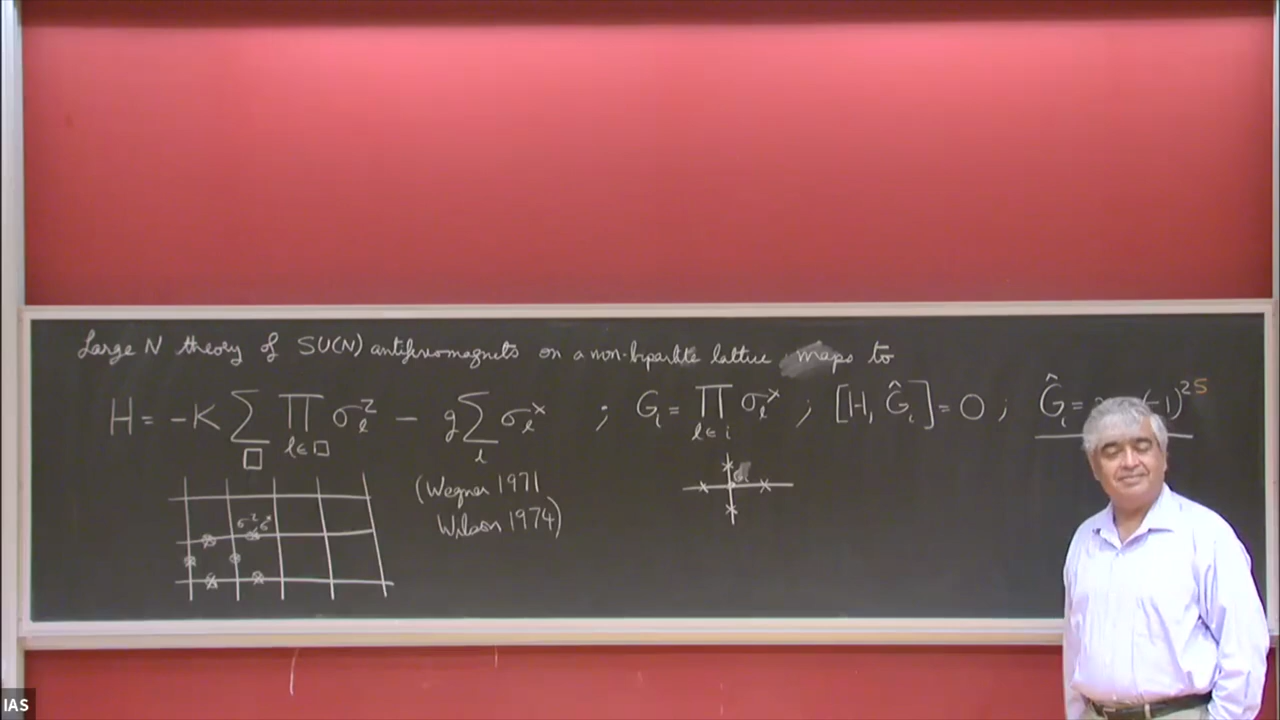 Large N theory of SU(N) antiferromagnets on a non-bipartite lattice maps to
H = -K ∑_□ ∏_{l∈□} σ_l^z - g ∑_l σ_l^x ; G_i = ∏_{l∈i} σ_l^x ; [H, Ĝ_i] = 0 ; Ĝ_i = (-1)^{2S}
(Wegner 1971
Wilson 1974)
σ^z σ^x
i
IAS